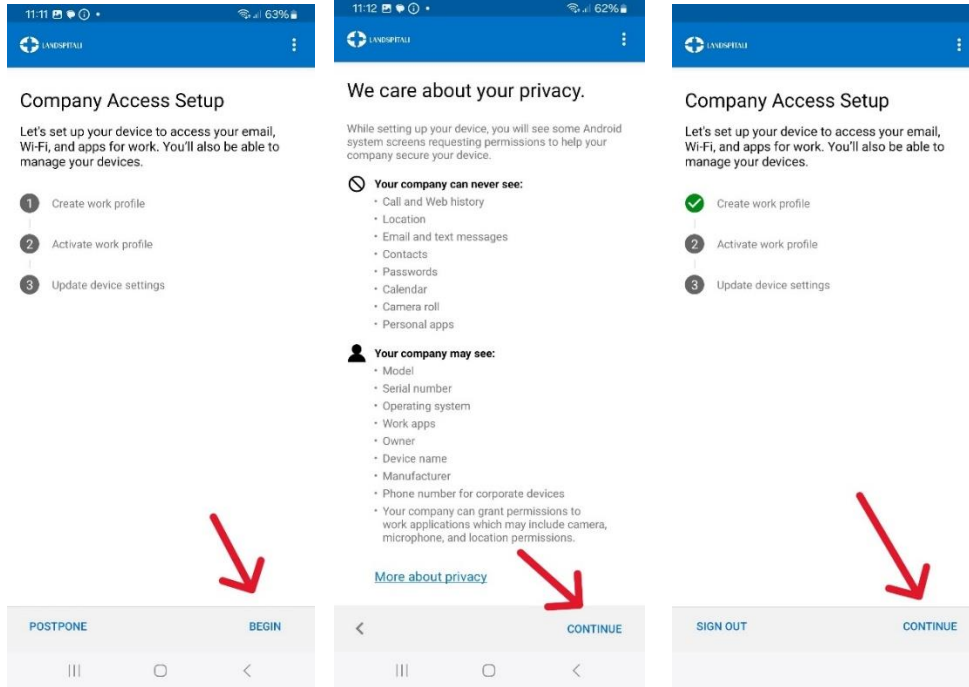 11:11
63%
LANDSPÍTALI
Company Access Setup
Let's set up your device to access your email,
Wi-Fi, and apps for work. You'll also be able to
manage your devices.
1 Create work profile
2 Activate work profile
3 Update device settings
POSTPONE
BEGIN
11:12
62%
LANDSPÍTALI
We care about your privacy.
While setting up your device, you will see some Android
system screens requesting permissions to help your
company secure your device.
Your company can never see:
• Call and Web history
• Location
• Email and text messages
• Contacts
• Passwords
• Calendar
• Camera roll
• Personal apps
Your company may see:
• Model
• Serial number
• Operating system
• Work apps
• Owner
• Device name
• Manufacturer
• Phone number for corporate devices
• Your company can grant permissions to
work applications which may include camera,
microphone, and location permissions.
More about privacy
CONTINUE
LANDSPÍTALI
Company Access Setup
Let's set up your device to access your email,
Wi-Fi, and apps for work. You'll also be able to
manage your devices.
Create work profile
2 Activate work profile
3 Update device settings
SIGN OUT
CONTINUE